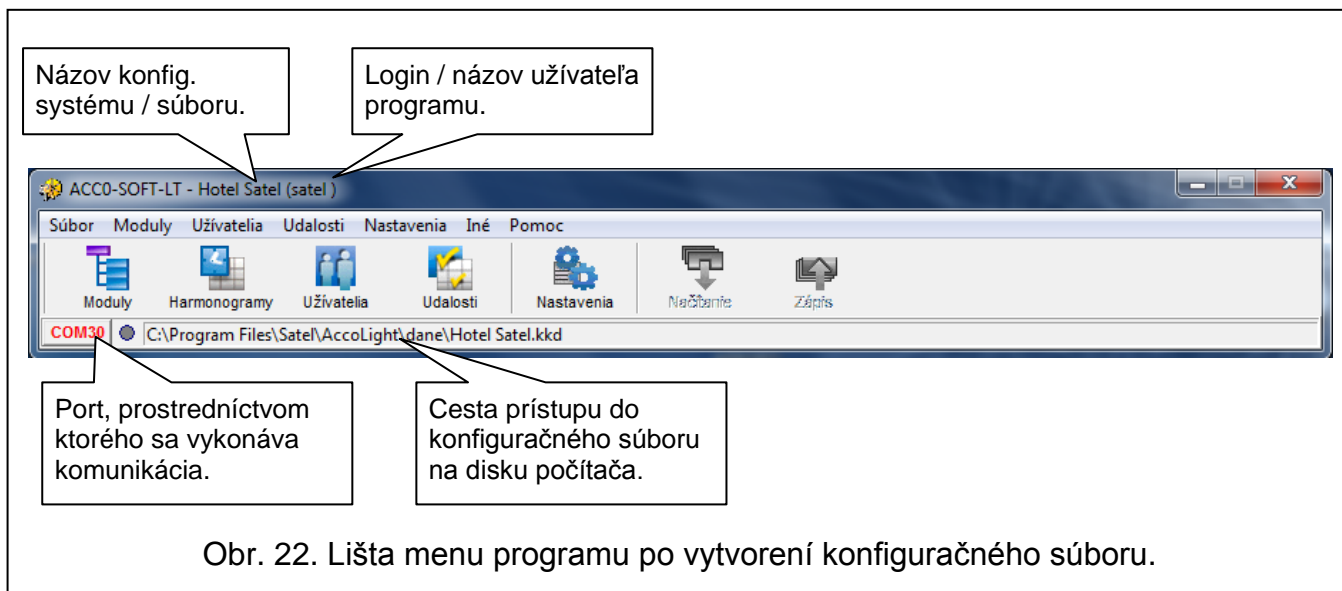 Názov konfig.
systému / súboru.
Login / názov užívateľa
programu.
ACC0-SOFT-LT - Hotel Satel (satel )
Súbor Moduly Užívatelia Udalosti Nastavenia Iné Pomoc
Moduly Harmonogramy Užívatelia Udalosti Nastavenia Načítanie Zápis
COM30 C:\Program Files\Satel\AccoLight\dane\Hotel Satel.kkd
Port, prostredníctvom
ktorého sa vykonáva
komunikácia.
Cesta prístupu do
konfiguračného súboru
na disku počítača.
Obr. 22. Lišta menu programu po vytvorení konfiguračného súboru.